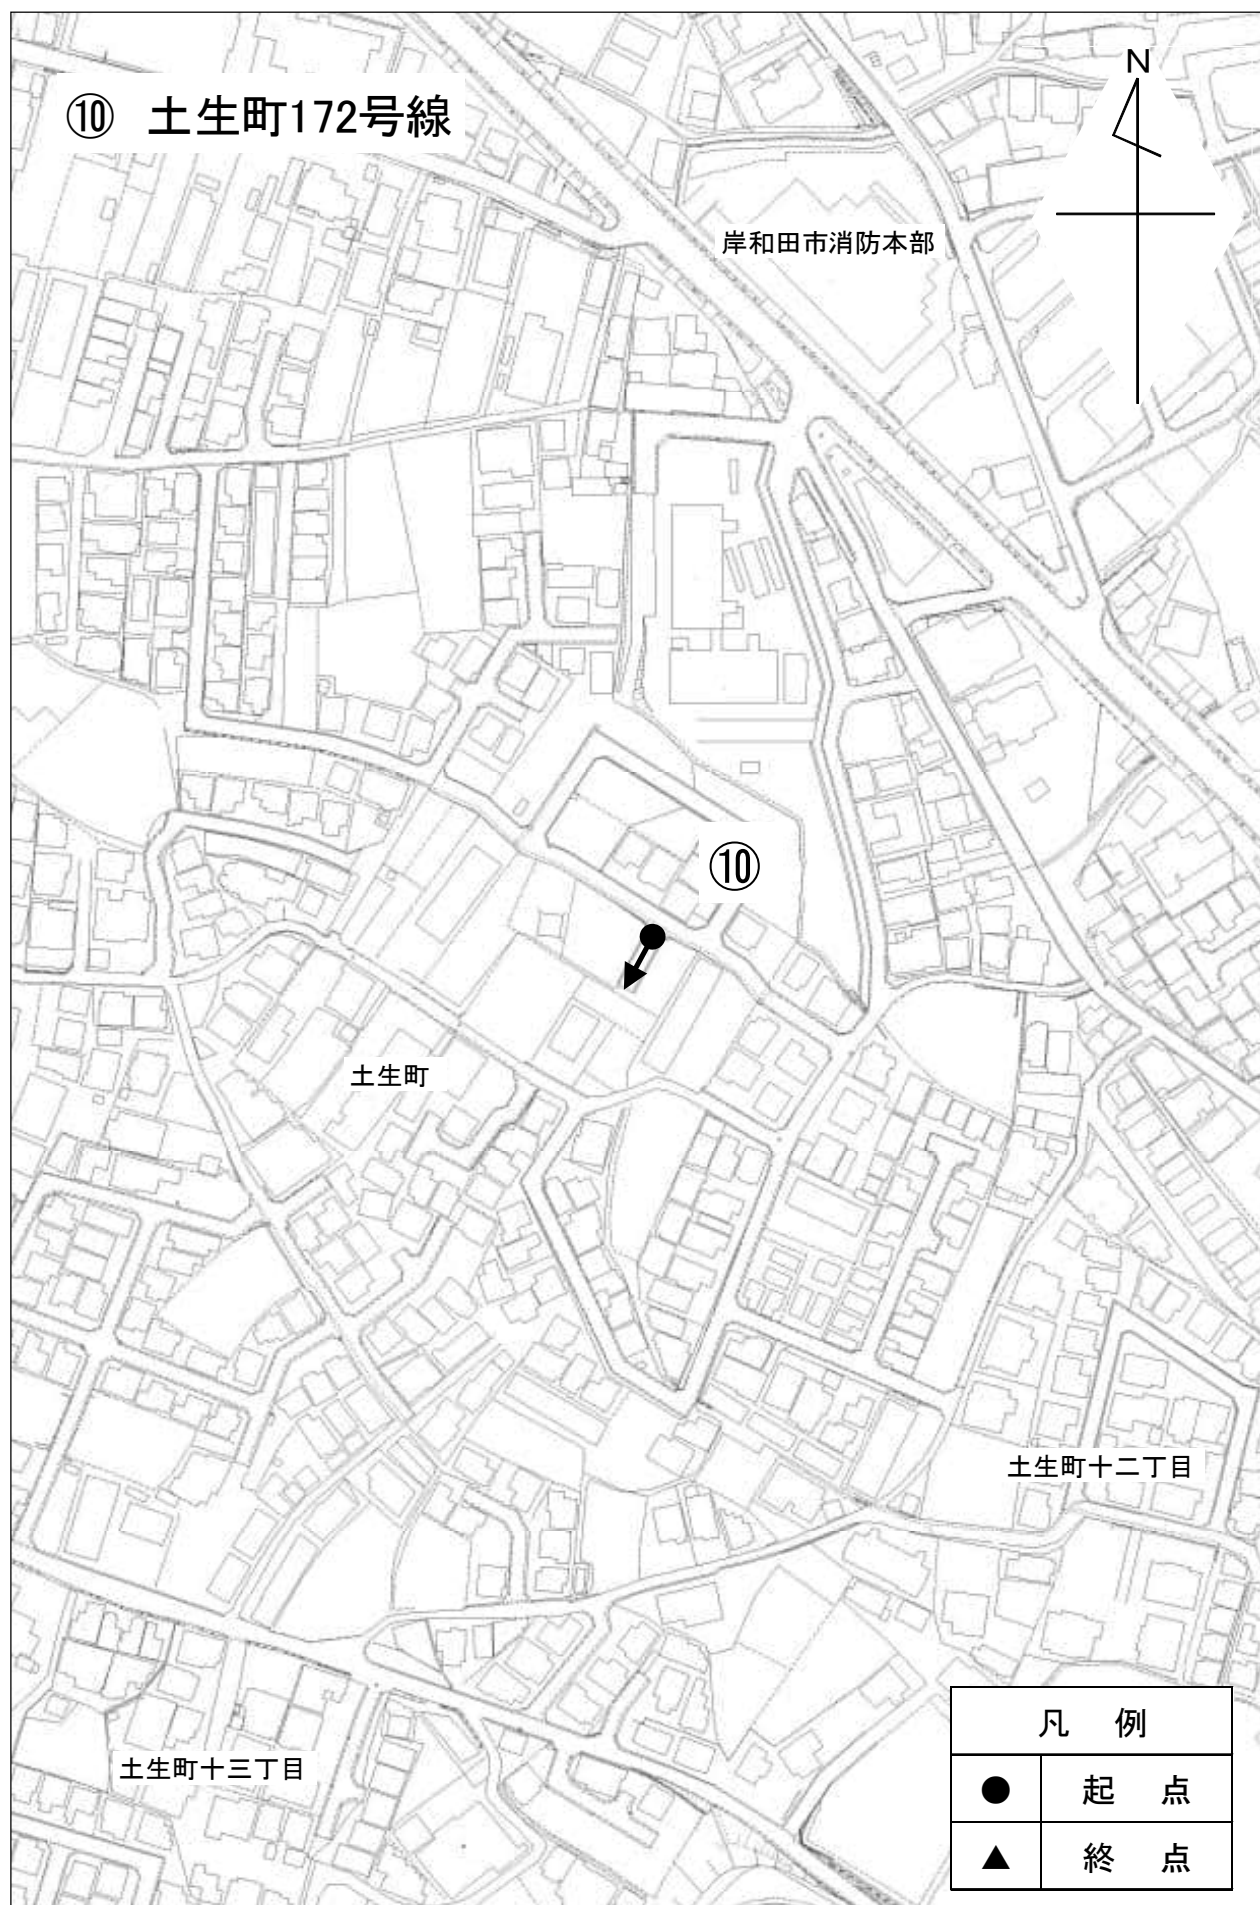 ⑩ 土生町172号線
N
岸和田市消防本部
⑩
土生町
土生町十二丁目
土生町十三丁目
凡 例
● 起 点
▲ 終 点